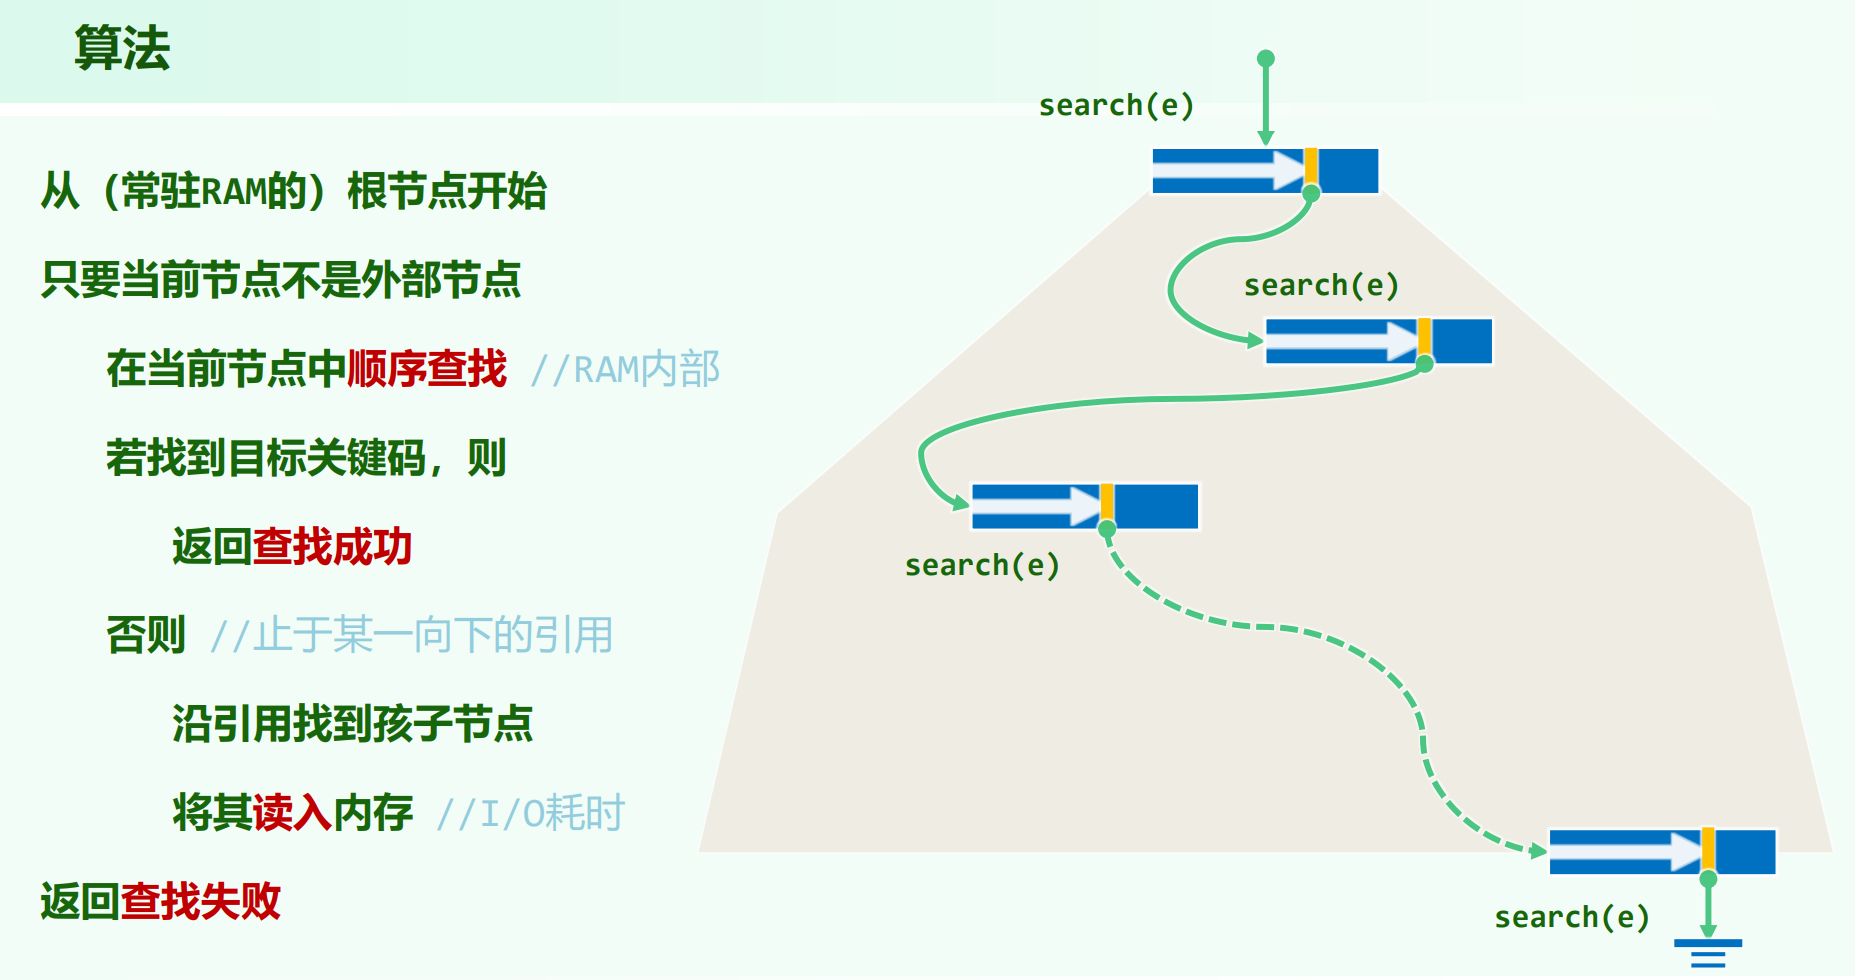 算法
从（常驻RAM的）根节点开始
只要当前节点不是外部节点
在当前节点中顺序查找 //RAM内部
若找到目标关键码，则
返回查找成功
否则 //止于某一向下的引用
沿引用找到孩子节点
将其读入内存 //I/O耗时
返回查找失败
search(e)
search(e)
search(e)
search(e)